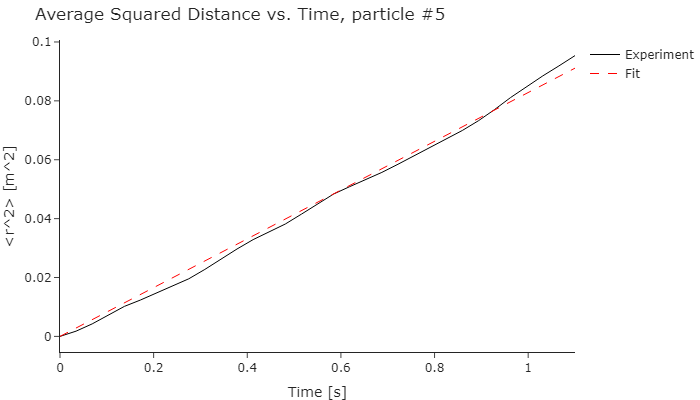 Average Squared Distance vs. Time, particle #5
0.1
0.08
0.06
0.04
0.02
0
<r^2> [m^2]
0
0.2
0.4
0.6
0.8
1
Time [s]
Experiment
Fit